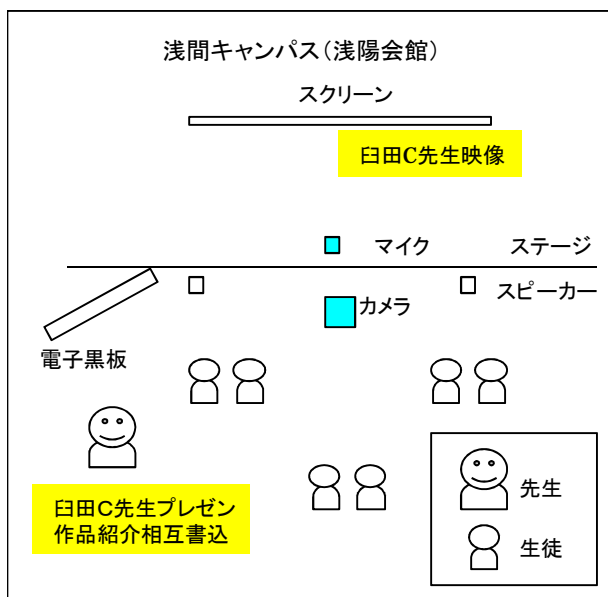 浅間キャンパス(浅陽会館)
スクリーン
臼田C先生映像
マイク
ステージ
スピーカー
カメラ
電子黒板
臼田C先生プレゼン
作品紹介相互書込
先生
生徒